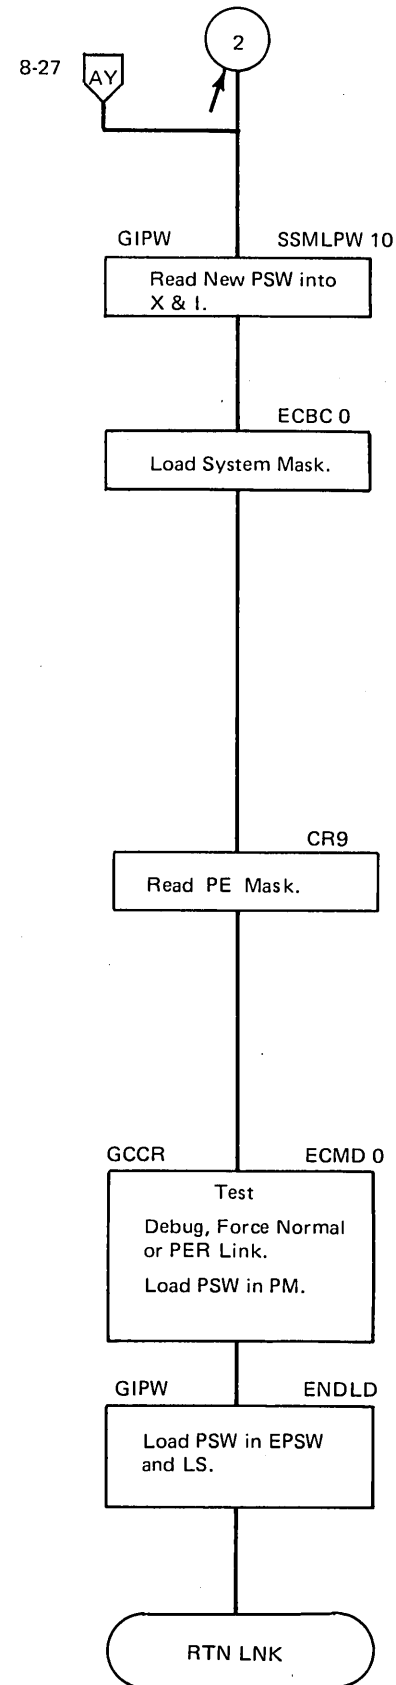 2
8-27
AY
GIPW SSMLPW 10
Read New PSW into
X & I.
ECBC 0
Load System Mask.
CR9
Read PE Mask.
GCCR ECMD 0
Test
Debug, Force Normal
or PER Link.
Load PSW in PM.
GIPW ENDLD
Load PSW in EPSW
and LS.
RTN LNK